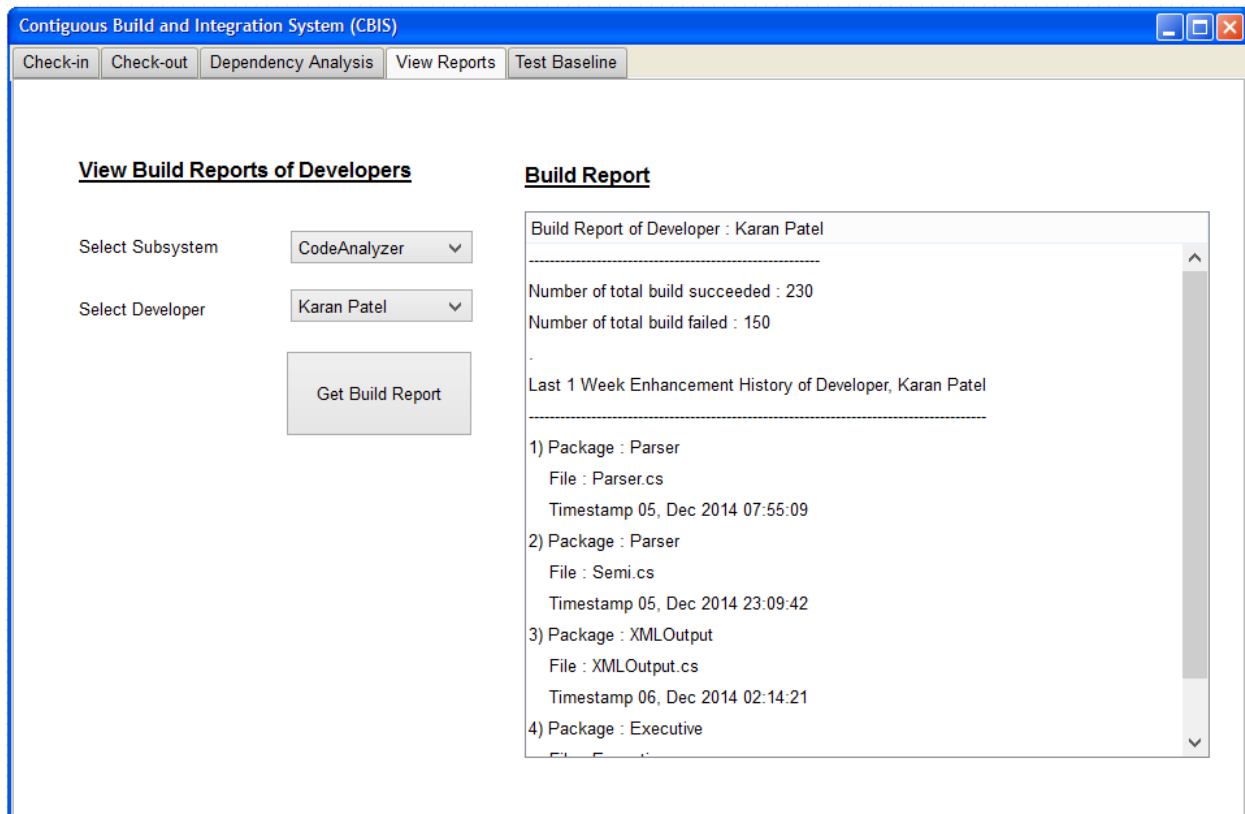 Contiguous Build and Integration System (CBIS)
Check-in Check-out Dependency Analysis View Reports Test Baseline
View Build Reports of Developers
Select Subsystem CodeAnalyzer
Select Developer Karan Patel
Get Build Report
Build Report
Build Report of Developer : Karan Patel
--------------------------------------------------------
Number of total build succeeded : 230
Number of total build failed : 150
.
Last 1 Week Enhancement History of Developer, Karan Patel
----------------------------------------------------------------------------------------
1) Package : Parser
File : Parser.cs
Timestamp 05, Dec 2014 07:55:09
2) Package : Parser
File : Semi.cs
Timestamp 05, Dec 2014 23:09:42
3) Package : XMLOutput
File : XMLOutput.cs
Timestamp 06, Dec 2014 02:14:21
4) Package : Executive